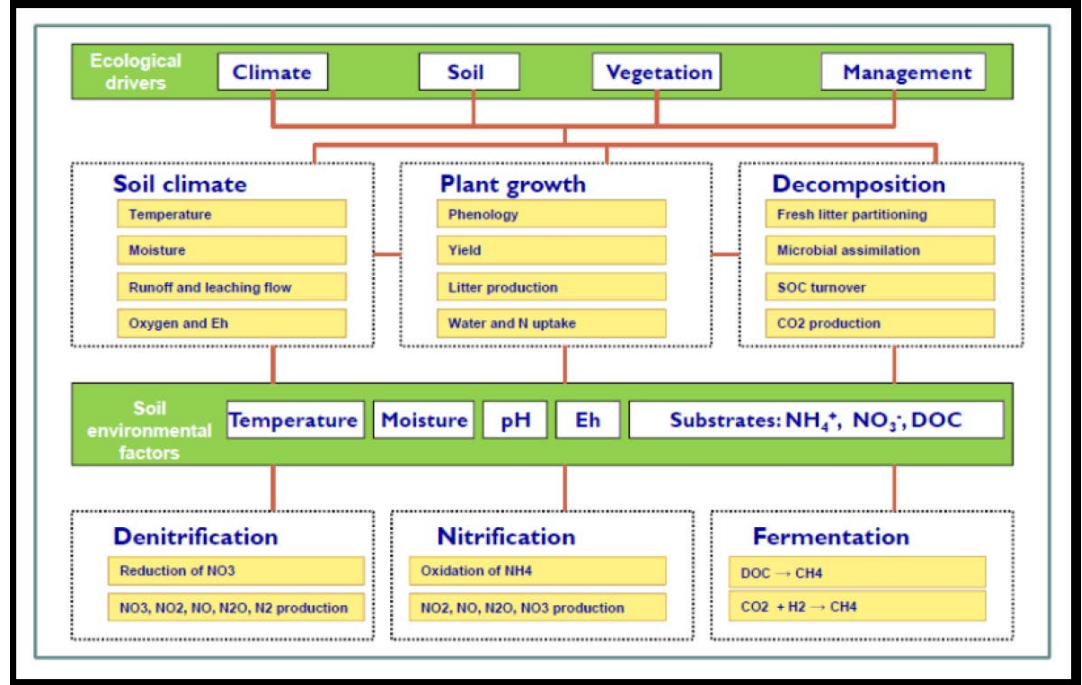 Ecological
drivers
Climate
Soil
Vegetation
Management
Soil climate
Temperature
Moisture
Runoff and leaching flow
Oxygen and Eh
Plant growth
Phenology
Yield
Litter production
Water and N uptake
Decomposition
Fresh litter partitioning
Microbial assimilation
SOC turnover
CO2 production
Soil
environmental
factors
Temperature
Moisture
pH
Eh
Substrates: NH₄⁺, NO₃⁻, DOC
Denitrification
Reduction of NO3
NO3, NO2, NO, N2O, N2 production
Nitrification
Oxidation of NH4
NO2, NO, N2O, NO3 production
Fermentation
DOC → CH4
CO2 + H2 → CH4